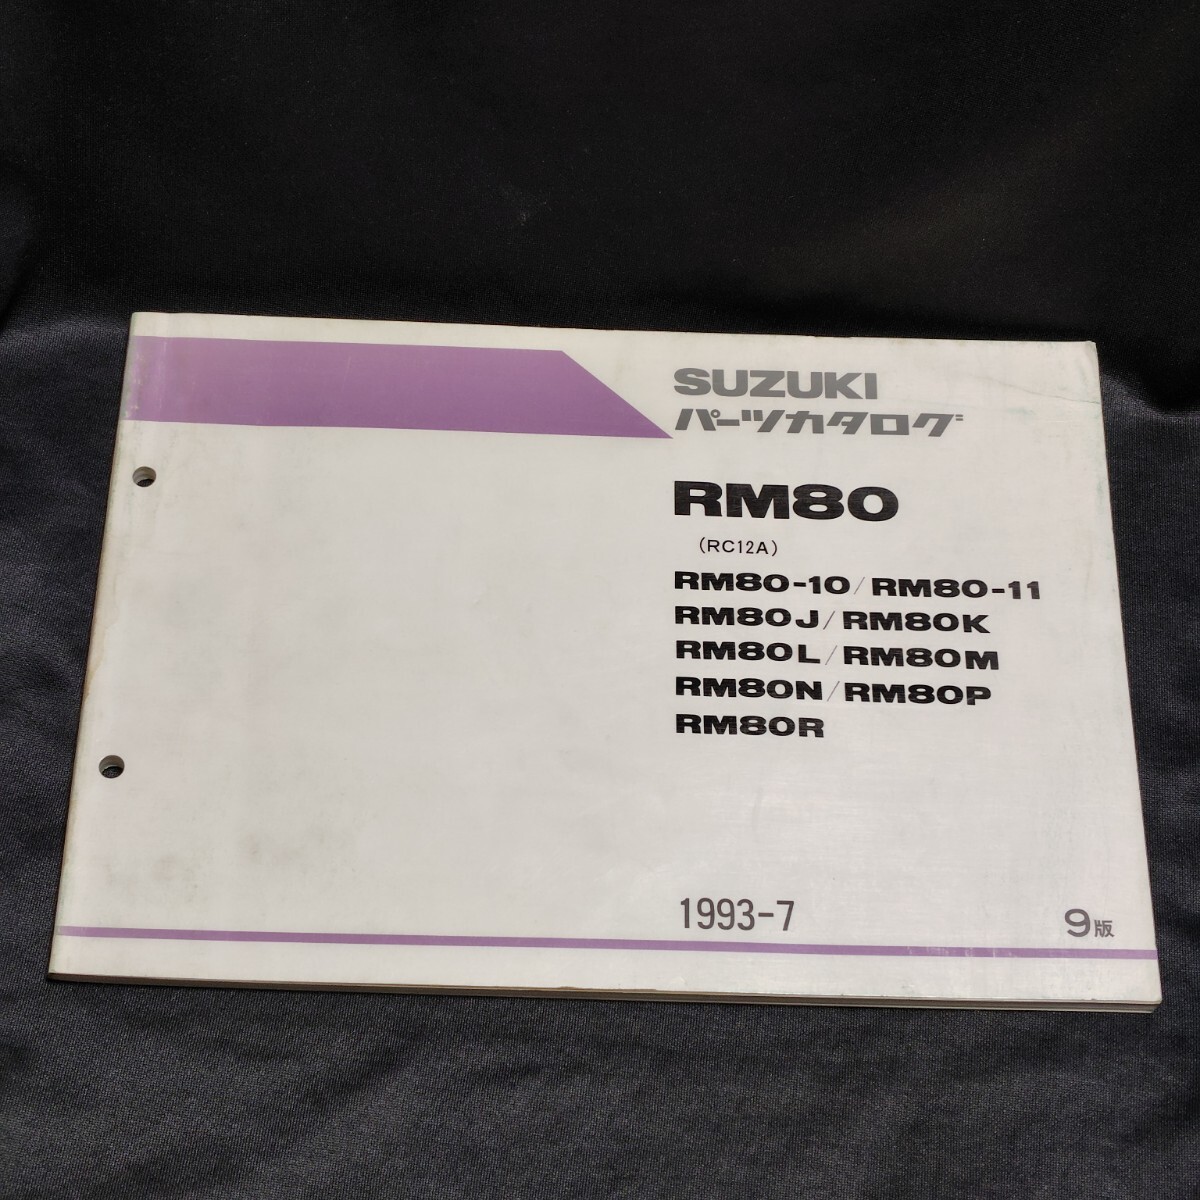 SUZUKI
パーツカタログ
RM80
(RC12A)
RM80-10/RM80-11
RM80J/RM80K
RM80L/RM80M
RM80N/RM80P
RM80R
1993-7 9版